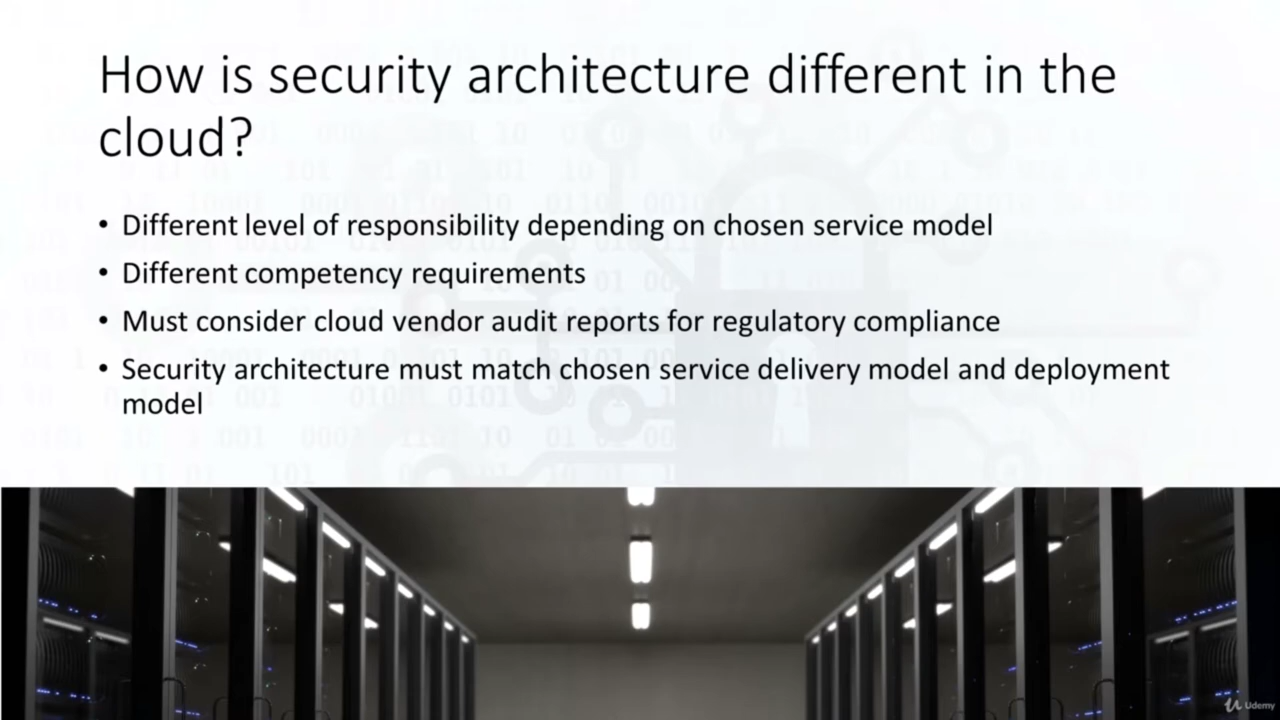 How is security architecture different in the
cloud?
• Different level of responsibility depending on chosen service model
• Different competency requirements
• Must consider cloud vendor audit reports for regulatory compliance
• Security architecture must match chosen service delivery model and deployment
model
Udemy